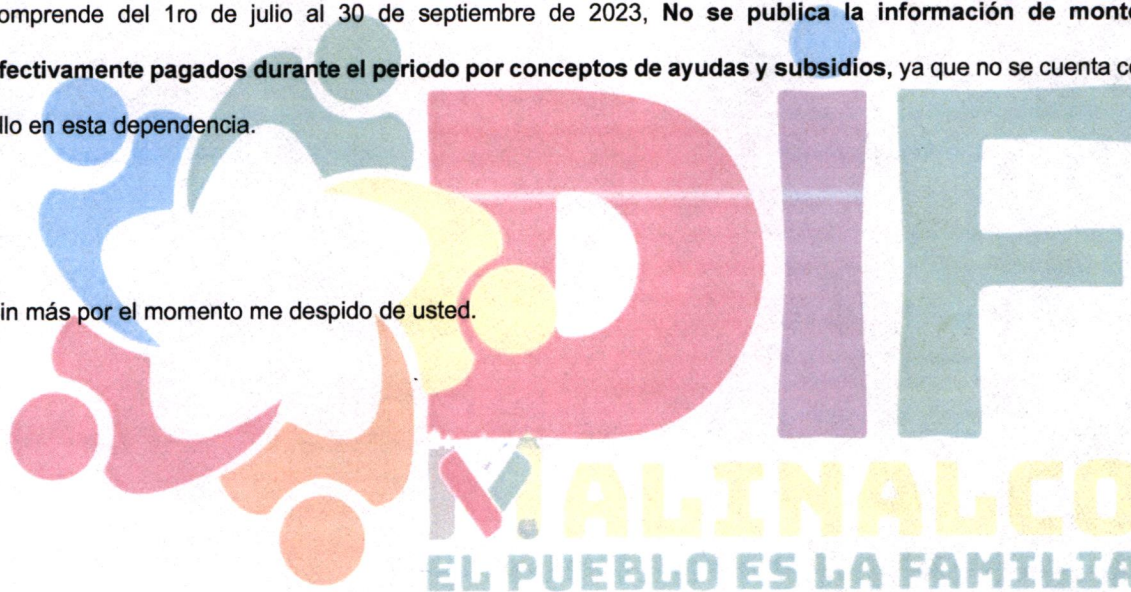 omprende del 1ro de julio al 30 de septiembre de 2023, No se publica la información de mont
fectivamente pagados durante el periodo por conceptos de ayudas y subsidios, ya que no se cuenta c
llo en esta dependencia.
in más por el momento me despido de usted.
DIF
MALINALCO
EL PUEBLO ES LA FAMILIA